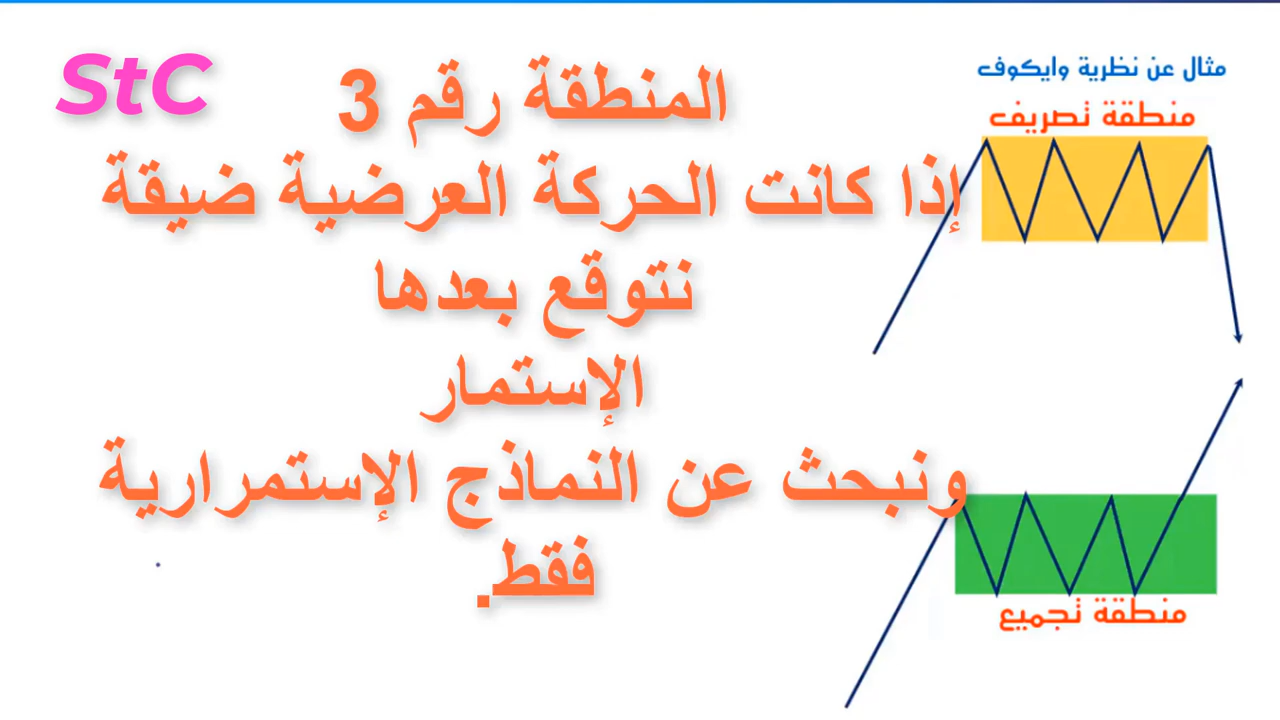 StC
المنطقة رقم 3
إذا كانت الحركة العرضية ضيقة
نتوقع بعدها
الإستمار
ونبحث عن النماذج الإستمرارية
فقط.
مثال عن نظرية وايكوف
منطقة تصريف
منطقة تجميع